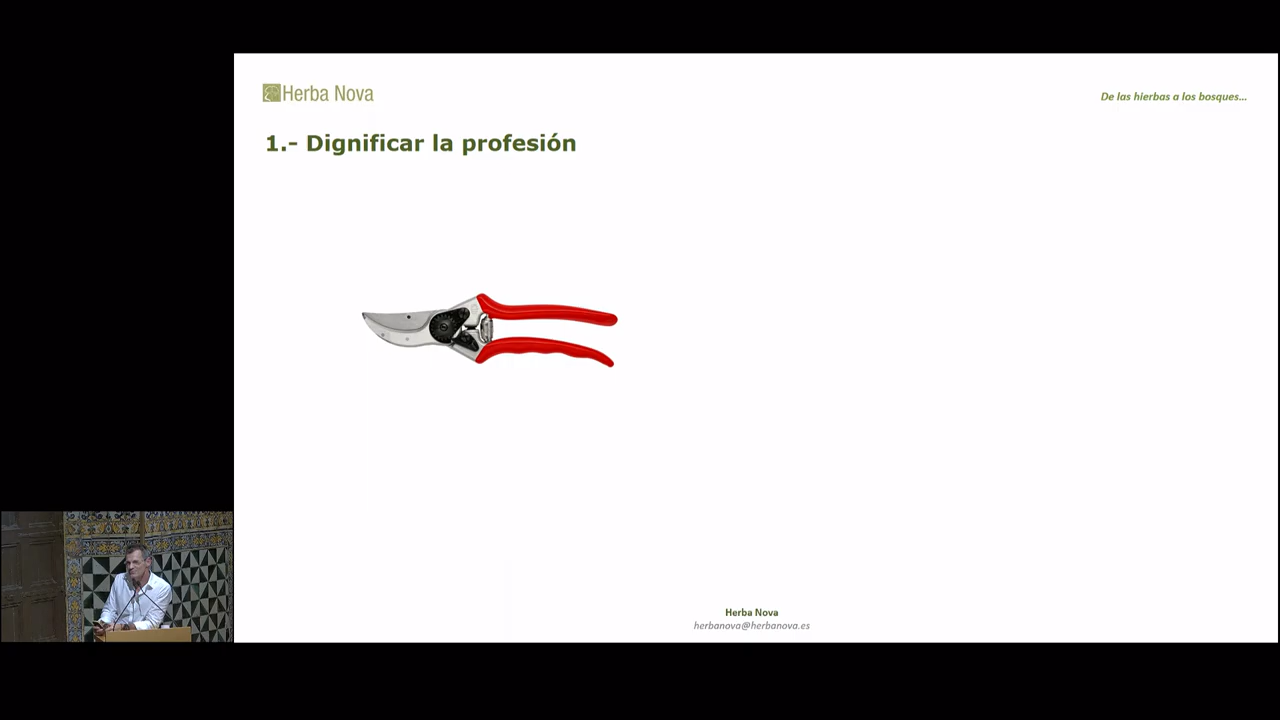 Herba Nova
De las hierbas a los bosques...
1.- Dignificar la profesión
Herba Nova
herbanova@herbanova.es